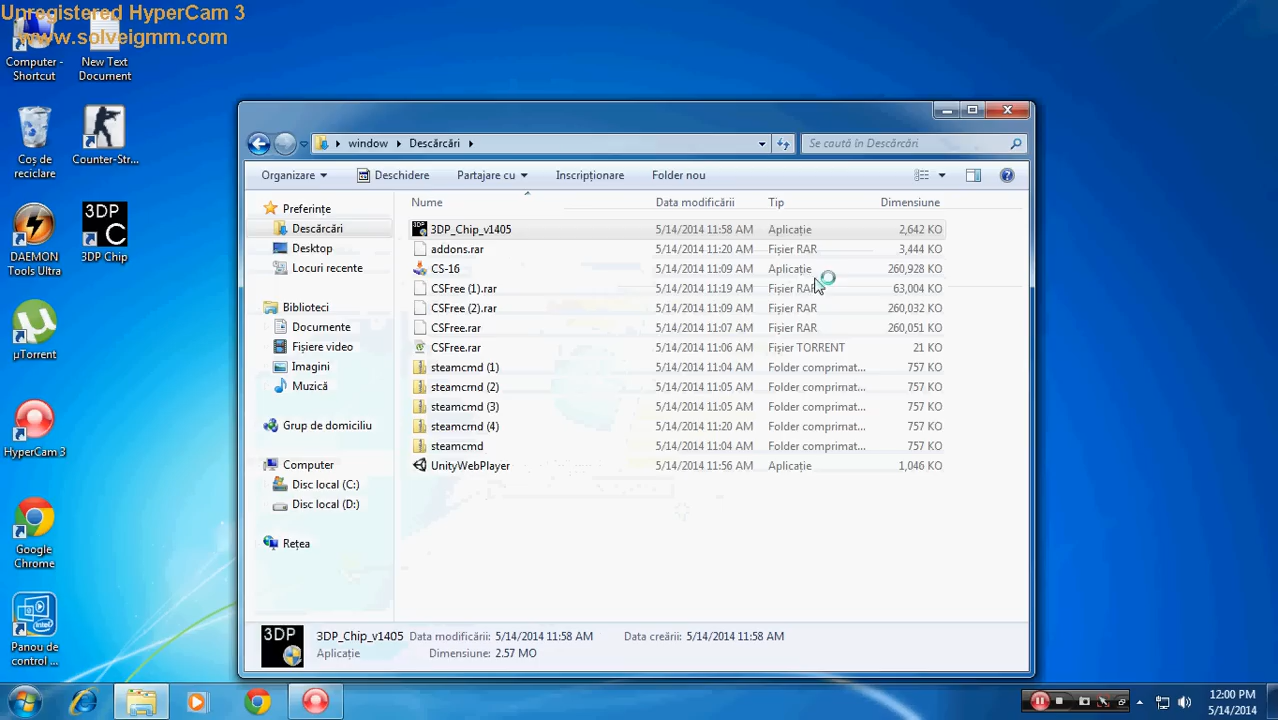 Unregistered HyperCam 3
www.solveigmm.com
Computer -
Shortcut
New Text
Document
Coș de
reciclare
Counter-Str...
DAEMON
Tools Ultra
3DP
C
3DP Chip
µTorrent
HyperCam 3
Google
Chrome
Panou de
control ...
window
Descărcări
Se caută în Descărcări
Organizare
Deschidere
Partajare cu
Inscripționare
Folder nou
Preferințe
Descărcări
Desktop
Locuri recente
Biblioteci
Documente
Fișiere video
Imagini
Muzică
Grup de domiciliu
Computer
Disc local (C:)
Disc local (D:)
Rețea
Nume Data modificării Tip Dimensiune
3DP_Chip_v1405 5/14/2014 11:58 AM Aplicație 2,642 KO
addons.rar 5/14/2014 11:20 AM Fișier RAR 3,444 KO
CS-16 5/14/2014 11:09 AM Aplicație 260,928 KO
CSFree (1).rar 5/14/2014 11:19 AM Fișier RAR 63,004 KO
CSFree (2).rar 5/14/2014 11:09 AM Fișier RAR 260,032 KO
CSFree.rar 5/14/2014 11:07 AM Fișier RAR 260,051 KO
CSFree.rar 5/14/2014 11:06 AM Fișier TORRENT 21 KO
steamcmd (1) 5/14/2014 11:04 AM Folder comprimat... 757 KO
steamcmd (2) 5/14/2014 11:05 AM Folder comprimat... 757 KO
steamcmd (3) 5/14/2014 11:05 AM Folder comprimat... 757 KO
steamcmd (4) 5/14/2014 11:20 AM Folder comprimat... 757 KO
steamcmd 5/14/2014 11:04 AM Folder comprimat... 757 KO
UnityWebPlayer 5/14/2014 11:56 AM Aplicație 1,046 KO
3DP
3DP_Chip_v1405 Data modificării: 5/14/2014 11:58 AM Data creării: 5/14/2014 11:58 AM
Aplicație Dimensiune: 2.57 MO
12:00 PM
5/14/2014